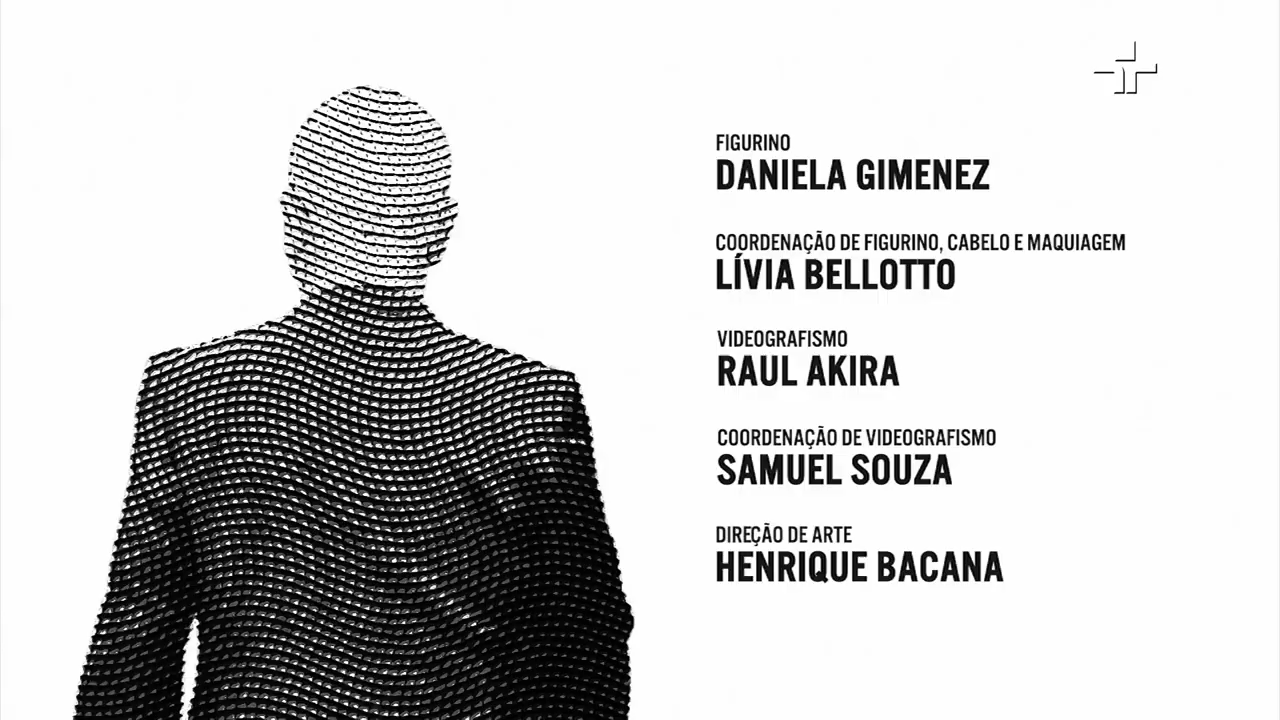 FIGURINO
DANIELA GIMENEZ
COORDENAÇÃO DE FIGURINO, CABELO E MAQUIAGEM
LÍVIA BELLOTTO
VIDEOGRAFISMO
RAUL AKIRA
COORDENAÇÃO DE VIDEOGRAFISMO
SAMUEL SOUZA
DIREÇÃO DE ARTE
HENRIQUE BACANA